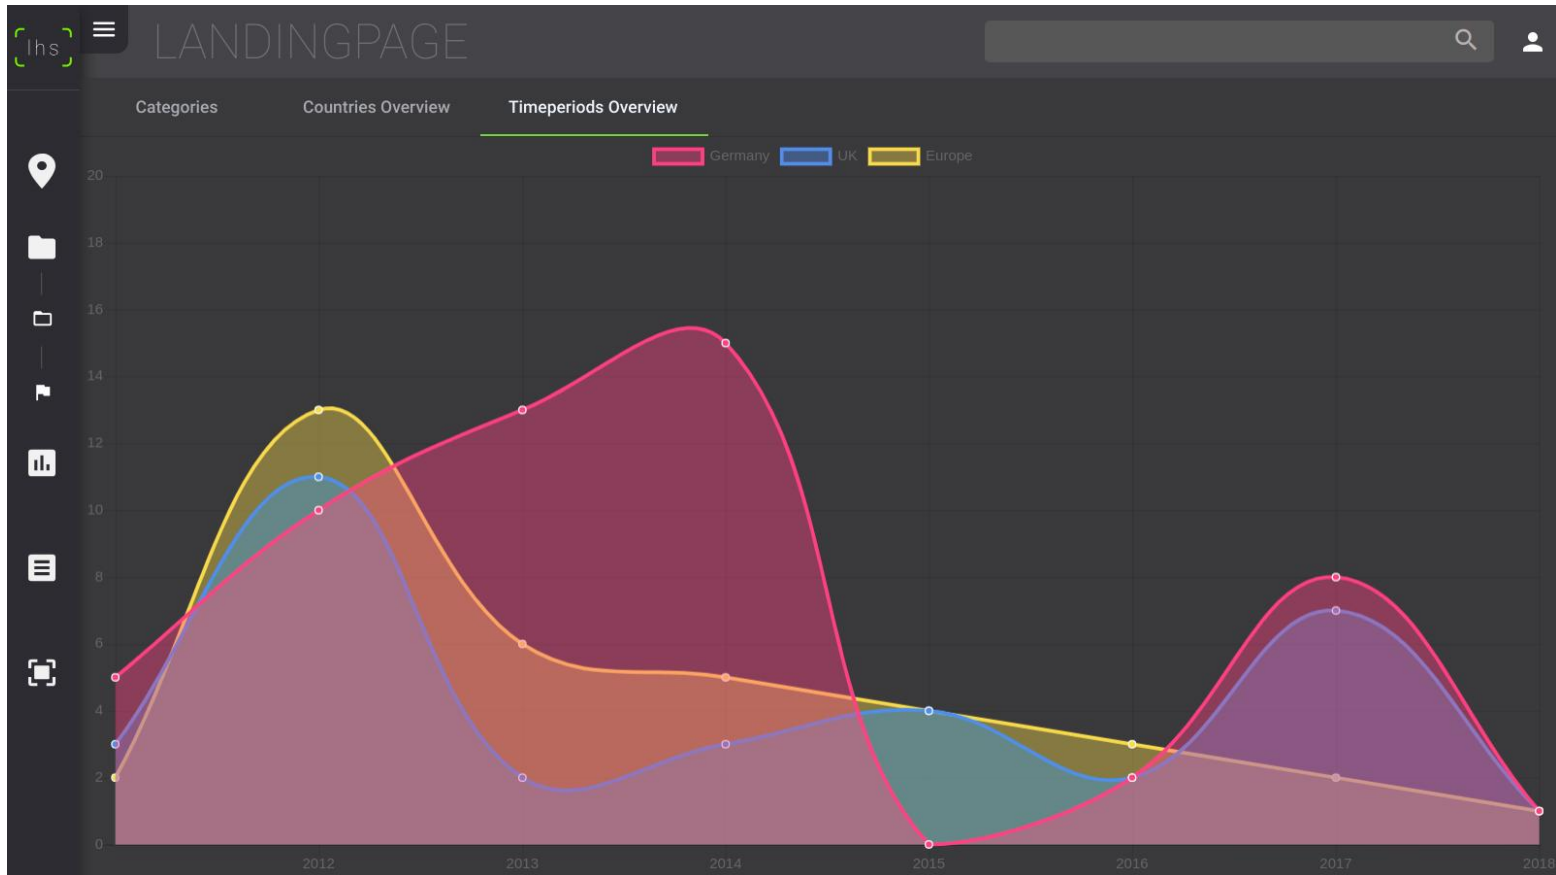 lhs
LANDINGPAGE
Categories Countries Overview Timeperiods Overview
Germany UK Europe
20
18
16
14
12
10
8
6
4
2
0
2012 2013 2014 2015 2016 2017 2018